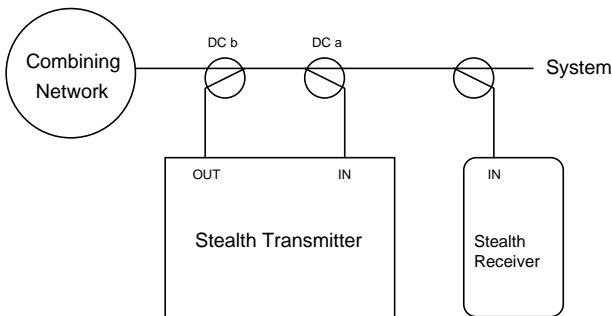 Combining
Network
DC b
DC a
System
OUT
IN
Stealth Transmitter
IN
Stealth
Receiver